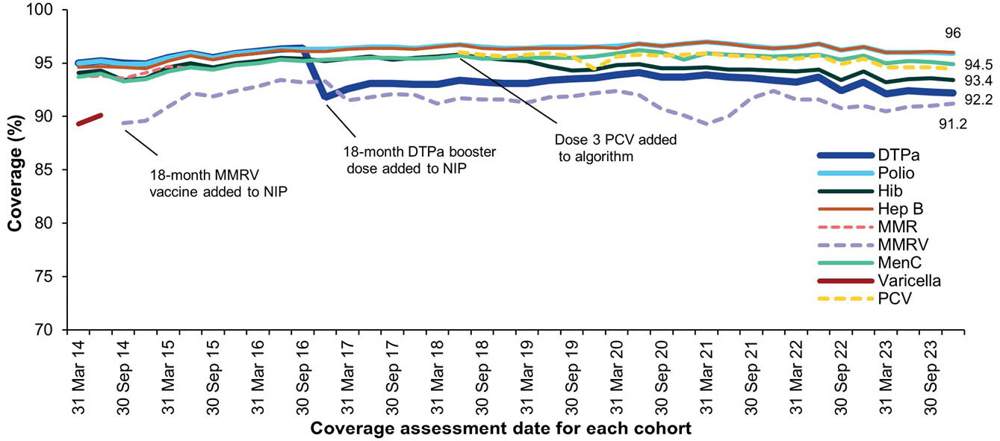 100
95
90
85
80
75
70
Coverage (%)
96
94.5
93.4
92.2
91.2
18-month MMRV
vaccine added to NIP
18-month DTPa booster
dose added to NIP
Dose 3 PCV added
to algorithm
DTPa
Polio
Hib
Hep B
MMR
MMRV
MenC
Varicella
PCV
31 Mar 14
30 Sep 14
31 Mar 15
30 Sep 15
31 Mar 16
30 Sep 16
31 Mar 17
30 Sep 17
31 Mar 18
30 Sep 18
31 Mar 19
30 Sep 19
31 Mar 20
30 Sep 20
31 Mar 21
30 Sep 21
31 Mar 22
30 Sep 22
31 Mar 23
30 Sep 23
Coverage assessment date for each cohort